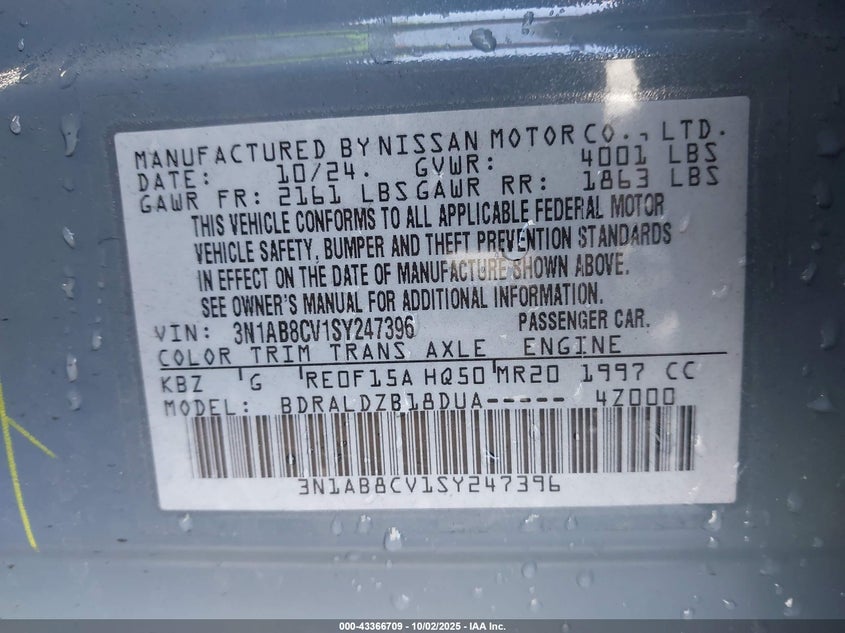 MANUFACTURED BY NISSAN MOTOR CO., LTD.
DATE: 10/24. GVWR: 4001 LBS
GAWR FR: 2161 LBS GAWR RR: 1863 LBS
THIS VEHICLE CONFORMS TO ALL APPLICABLE FEDERAL MOTOR
VEHICLE SAFETY, BUMPER AND THEFT PREVENTION STANDARDS
IN EFFECT ON THE DATE OF MANUFACTURE SHOWN ABOVE.
SEE OWNER'S MANUAL FOR ADDITIONAL INFORMATION.
VIN: 3N1AB8CV1SY247396 PASSENGER CAR.
COLOR TRIM TRANS AXLE ENGINE
KBZ G RE0F15A HQ50 MR20 1997 CC
MODEL: BDRALDZB18DUA----- 4Z000
3N1AB8CV1SY247396
000-43366709 - 10/02/2025 - IAA Inc.